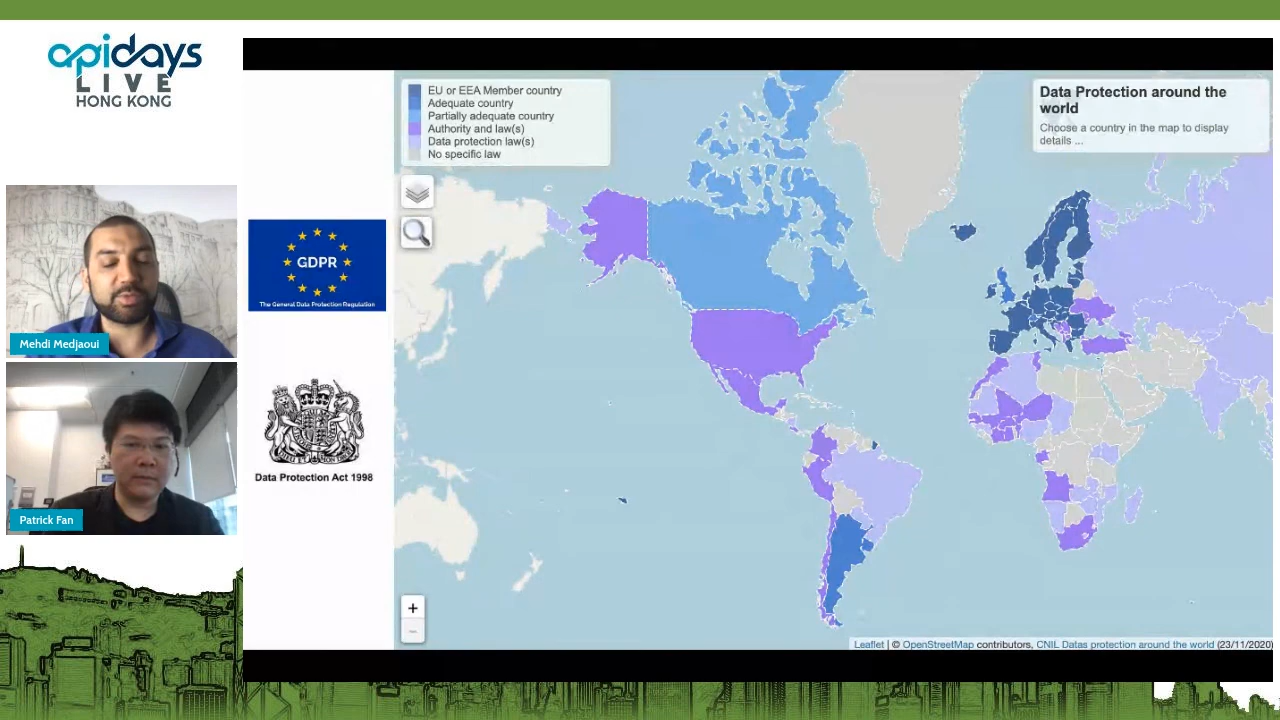 apidays
LIVE
HONG KONG
Mehdi Medjaoui
Patrick Fan
GDPR
The General Data Protection Regulation
Data Protection Act 1998
EU or EEA Member country
Adequate country
Partially adequate country
Authority and law(s)
Data protection law(s)
No specific law
Data Protection around the
world
Choose a country in the map to display
details ...
+
-
Leaflet | © OpenStreetMap contributors, CNIL Datas protection around the world (23/11/2020)